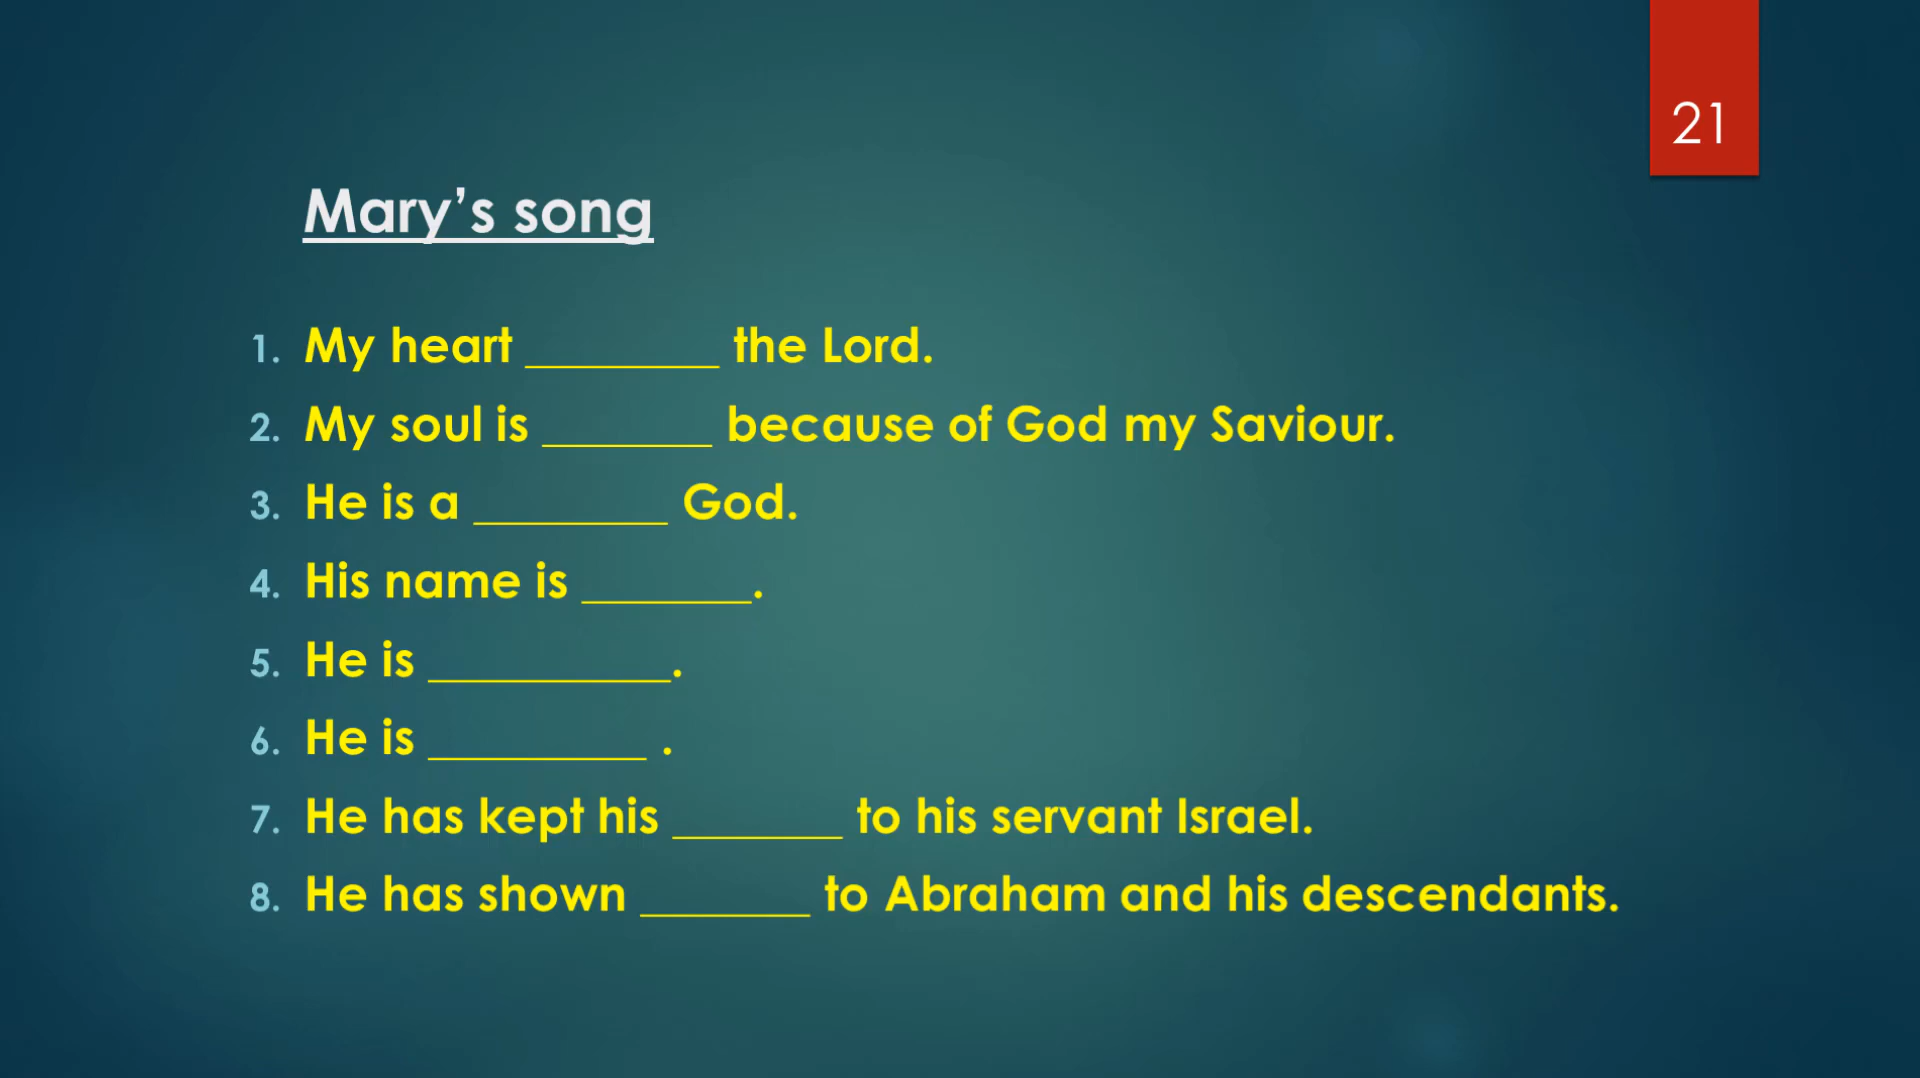 21
Mary’s song
1. My heart ________ the Lord.
2. My soul is _______ because of God my Saviour.
3. He is a ________ God.
4. His name is _______.
5. He is __________.
6. He is _________ .
7. He has kept his _______ to his servant Israel.
8. He has shown _______ to Abraham and his descendants.